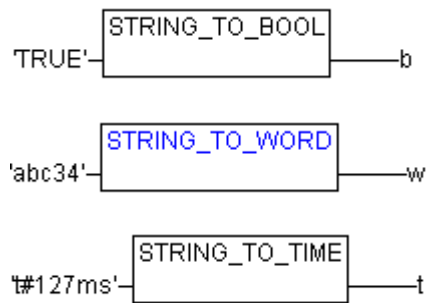 STRING_TO_BOOL
'TRUE' b
STRING_TO_WORD
'abc34' w
STRING_TO_TIME
't#127ms' t